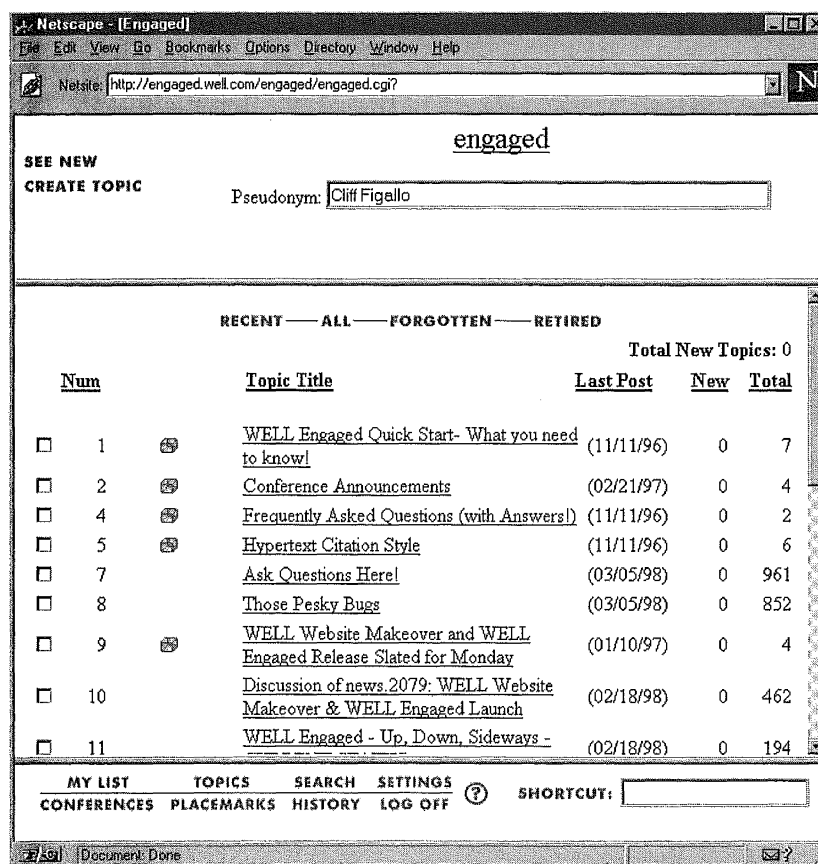 Netscape - [Engaged]
File Edit View Go Bookmarks Options Directory Window Help
Netsite: http://engaged.well.com/engaged/engaged.cgi?
N
engaged
SEE NEW
CREATE TOPIC
Pseudonym: Cliff Figallo
RECENT — ALL — FORGOTTEN — RETIRED
Total New Topics: 0
Num Topic Title Last Post New Total
1 WELL Engaged Quick Start- What you need to know! (11/11/96) 0 7
2 Conference Announcements (02/21/97) 0 4
4 Frequently Asked Questions (with Answers!) (11/11/96) 0 2
5 Hypertext Citation Style (11/11/96) 0 6
7 Ask Questions Here! (03/05/98) 0 961
8 Those Pesky Bugs (03/05/98) 0 852
9 WELL Website Makeover and WELL Engaged Release Slated for Monday (01/10/97) 0 4
10 Discussion of news.2079: WELL Website Makeover & WELL Engaged Launch (02/18/98) 0 462
11 WELL Engaged - Up, Down, Sideways - (02/18/98) 0 194
MY LIST TOPICS SEARCH SETTINGS
CONFERENCES PLACEMARKS HISTORY LOG OFF ? SHORTCUT:
Document: Done